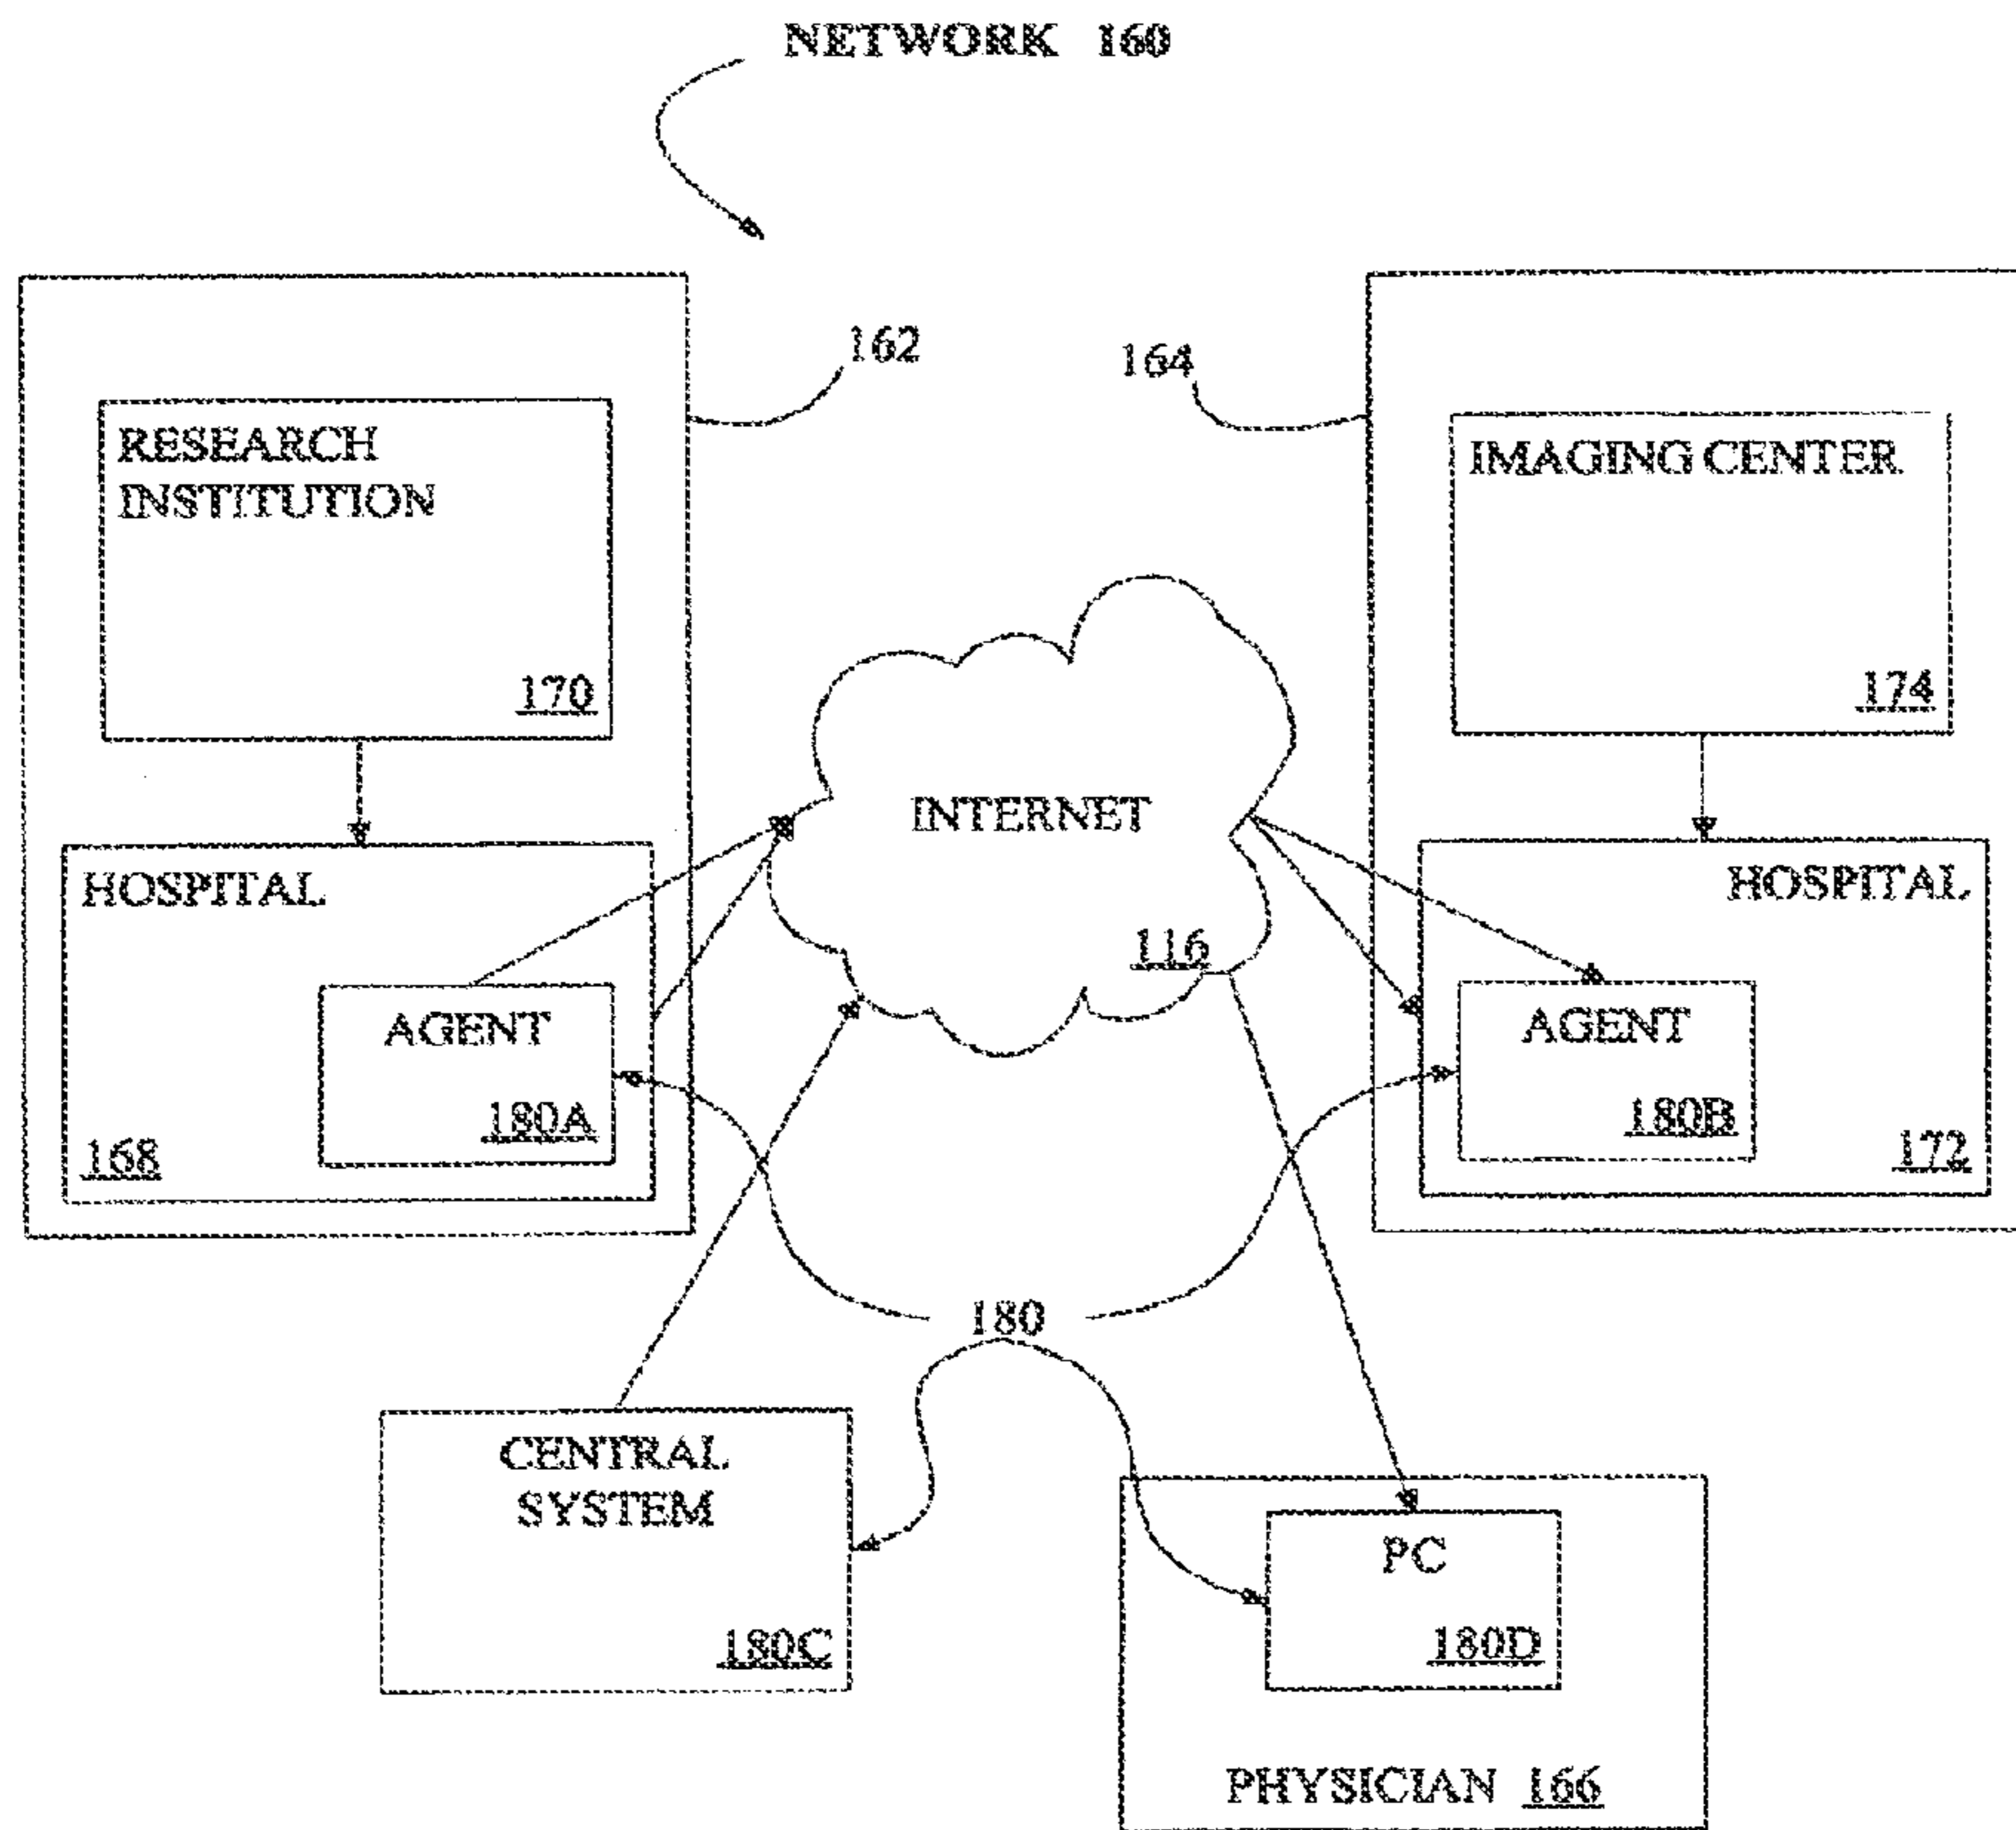 NETWORK 160
162
164
RESEARCH
INSTITUTION
170
IMAGING CENTER
174
INTERNET
116
HOSPITAL
AGENT
180A
168
HOSPITAL
AGENT
180B
172
180
CENTRAL
SYSTEM
180C
PC
180D
PHYSICIAN 166